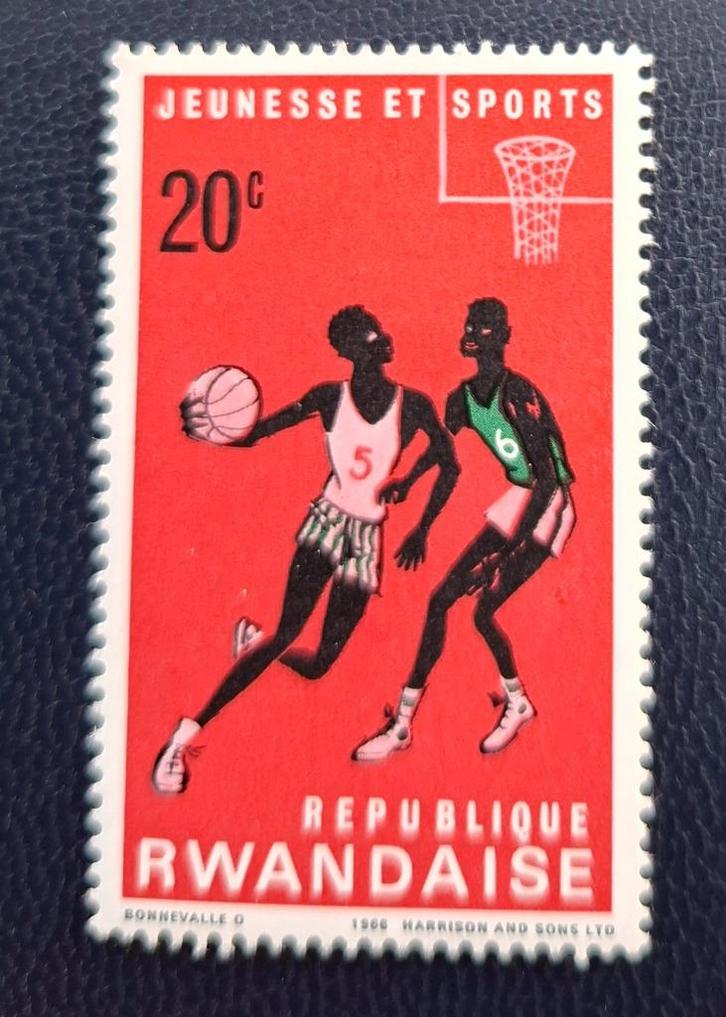 JEUNESSE ET SPORTS
20c
5
6
REPUBLIQUE
RWANDAISE
BONNEVALLE O 1966 HARRISON AND SONS LTD